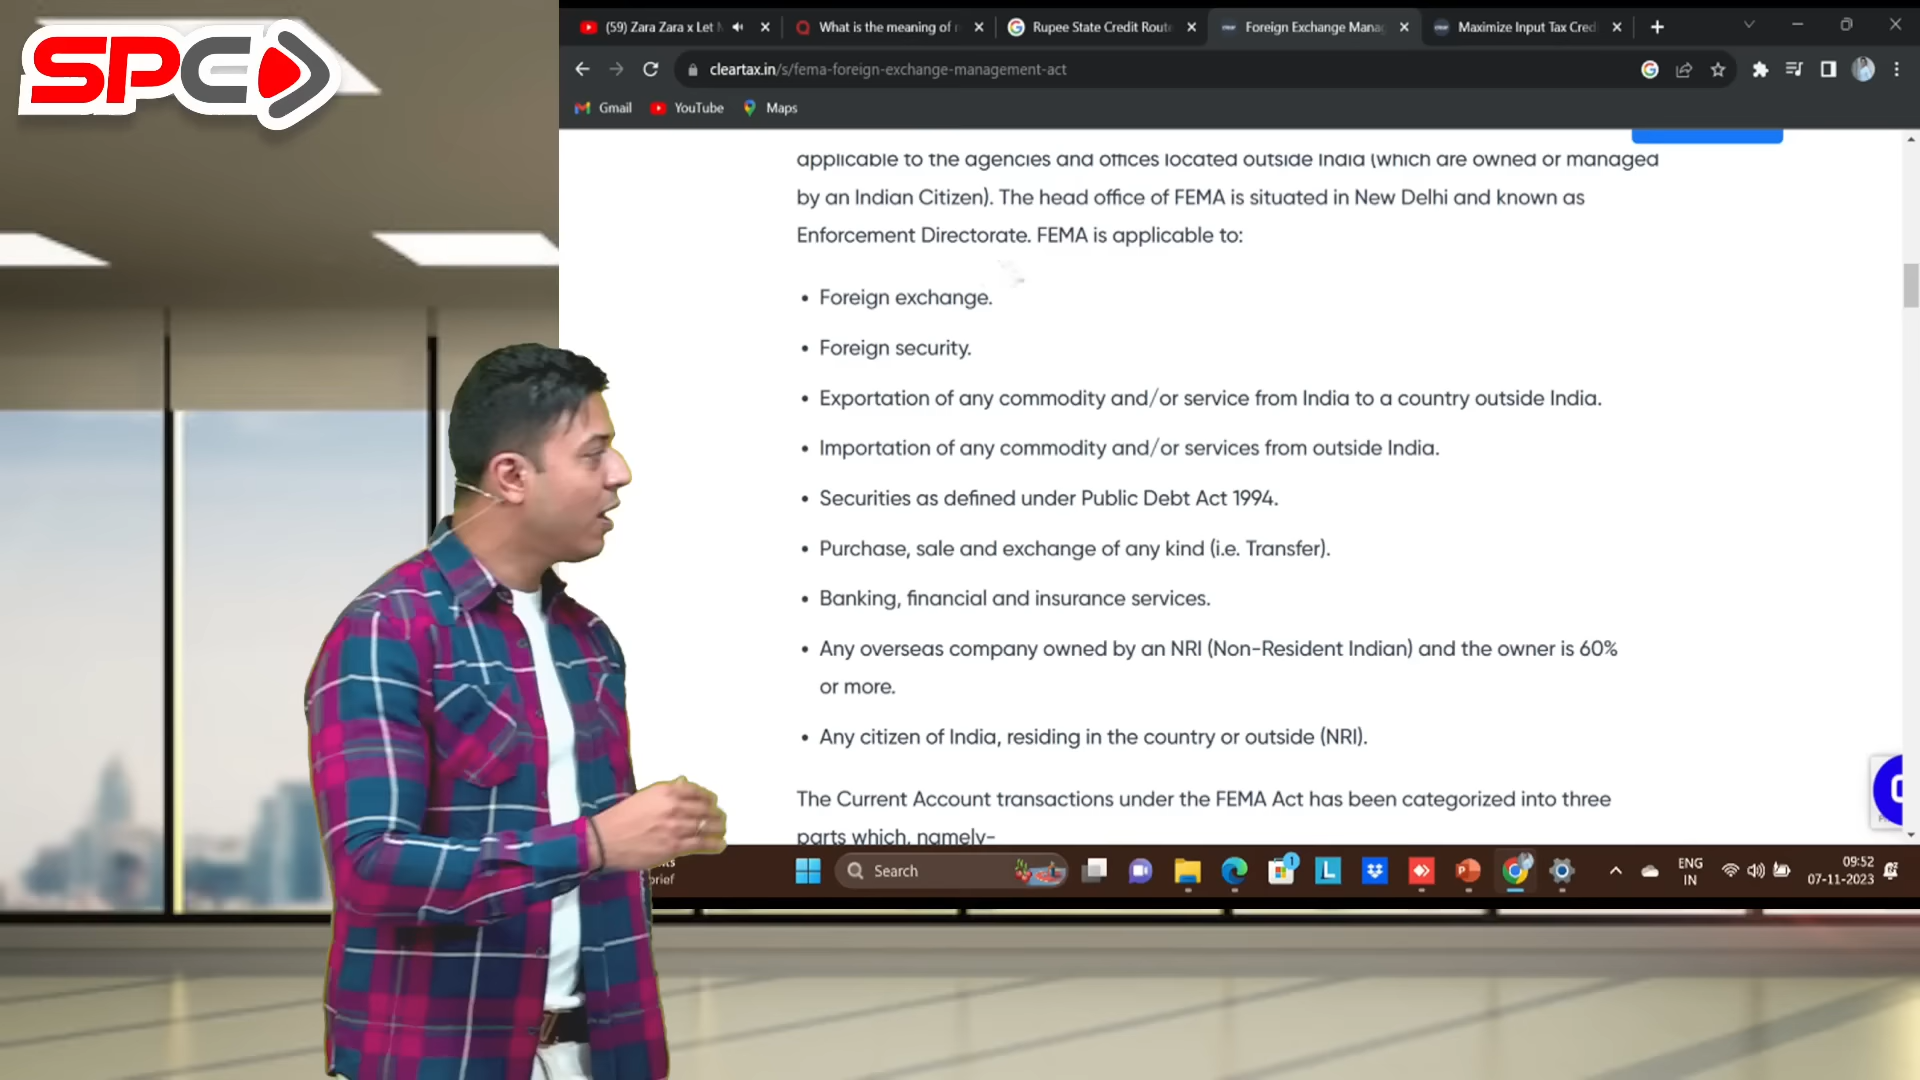 SPEO
(59) Zara Zara x Let
What is the meaning of
Rupee State Credit Rout
Foreign Exchange Mana
Maximize Input Tax Cred
cleartax.in/s/fema-foreign-exchange-management-act
Gmail
YouTube
Maps
applicable to the agencies and offices located outside India (which are owned or managed
by an Indian Citizen). The head office of FEMA is situated in New Delhi and known as
Enforcement Directorate. FEMA is applicable to:
• Foreign exchange.
• Foreign security.
• Exportation of any commodity and/or service from India to a country outside India.
• Importation of any commodity and/or services from outside India.
• Securities as defined under Public Debt Act 1994.
• Purchase, sale and exchange of any kind (i.e. Transfer).
• Banking, financial and insurance services.
• Any overseas company owned by an NRI (Non-Resident Indian) and the owner is 60%
or more.
• Any citizen of India, residing in the country or outside (NRI).
The Current Account transactions under the FEMA Act has been categorized into three
parts which, namely-
brief
Search
1
L
ENG
IN
09:52
07-11-2023